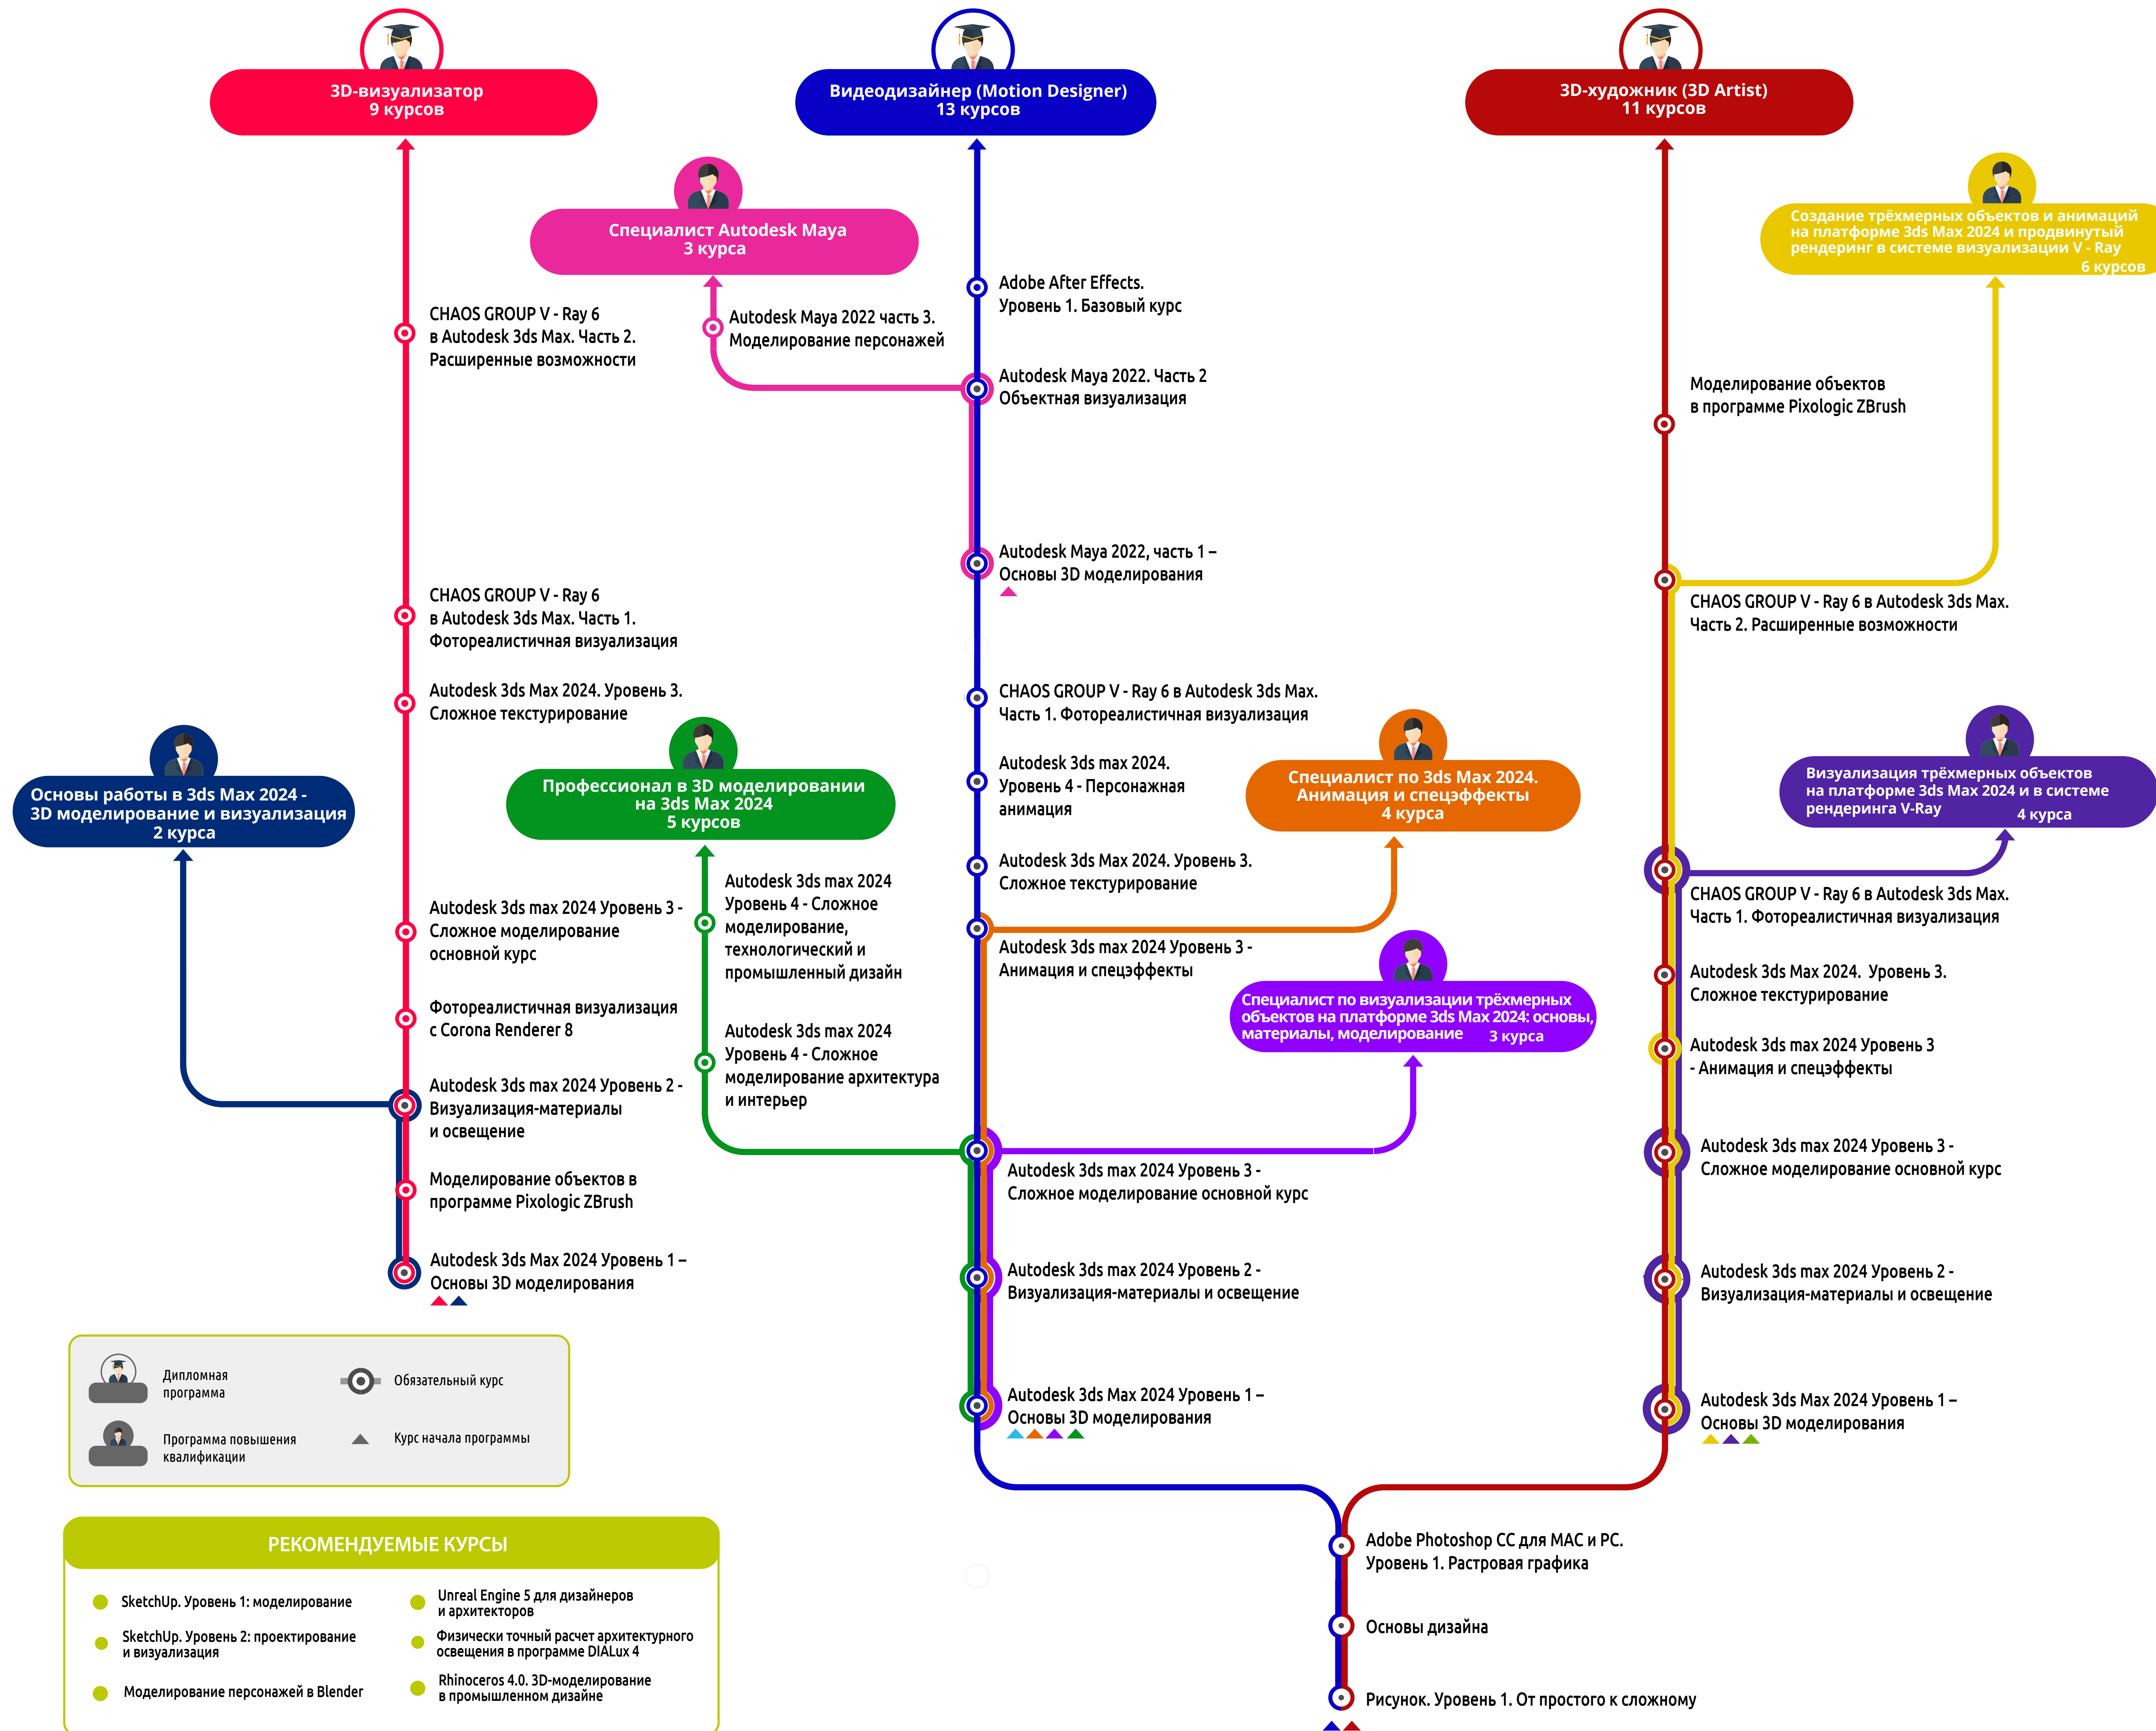 3D-визуализатор
9 курсов
Видеодизайнер (Motion Designer)
13 курсов
3D-художник (3D Artist)
11 курсов
Специалист Autodesk Maya
3 курса
Создание трёхмерных объектов и анимаций
на платформе 3ds Max 2024 и продвинутый
рендеринг в системе визуализации V - Ray
6 курсов
CHAOS GROUP V - Ray 6
в Autodesk 3ds Max. Часть 2.
Расширенные возможности
CHAOS GROUP V - Ray 6
в Autodesk 3ds Max. Часть 1.
Фотореалистичная визуализация
Autodesk 3ds Max 2024. Уровень 3.
Сложное текстурирование
Основы работы в 3ds Max 2024 -
3D моделирование и визуализация
2 курса
Autodesk 3ds max 2024 Уровень 3 -
Сложное моделирование
основной курс
Фотореалистичная визуализация
с Corona Renderer 8
Autodesk 3ds max 2024 Уровень 2 -
Визуализация-материалы
и освещение
Моделирование объектов в
программе Pixologic ZBrush
Autodesk 3ds Max 2024 Уровень 1 –
Основы 3D моделирования
Autodesk Maya 2022 часть 3.
Моделирование персонажей
Профессионал в 3D моделировании
на 3ds Max 2024
5 курсов
Autodesk 3ds max 2024
Уровень 4 - Сложное
моделирование,
технологический и
промышленный дизайн
Autodesk 3ds max 2024
Уровень 4 - Сложное
моделирование архитектура
и интерьер
Adobe After Effects.
Уровень 1. Базовый курс
Autodesk Maya 2022. Часть 2
Объектная визуализация
Autodesk Maya 2022, часть 1 –
Основы 3D моделирования
CHAOS GROUP V - Ray 6 в Autodesk 3ds Max.
Часть 1. Фотореалистичная визуализация
Autodesk 3ds max 2024.
Уровень 4 - Персонажная
анимация
Autodesk 3ds Max 2024. Уровень 3.
Сложное текстурирование
Autodesk 3ds max 2024 Уровень 3 -
Анимация и спецэффекты
Специалист по 3ds Max 2024.
Анимация и спецэффекты
4 курса
Специалист по визуализации трёхмерных
объектов на платформе 3ds Max 2024: основы,
материалы, моделирование
3 курса
Autodesk 3ds max 2024 Уровень 3 -
Сложное моделирование основной курс
Autodesk 3ds max 2024 Уровень 2 -
Визуализация-материалы и освещение
Autodesk 3ds Max 2024 Уровень 1 –
Основы 3D моделирования
Моделирование объектов
в программе Pixologic ZBrush
CHAOS GROUP V - Ray 6 в Autodesk 3ds Max.
Часть 2. Расширенные возможности
Визуализация трёхмерных объектов
на платформе 3ds Max 2024 и в системе
рендеринга V-Ray
4 курса
CHAOS GROUP V - Ray 6 в Autodesk 3ds Max.
Часть 1. Фотореалистичная визуализация
Autodesk 3ds Max 2024. Уровень 3.
Сложное текстурирование
Autodesk 3ds max 2024 Уровень 3
- Анимация и спецэффекты
Autodesk 3ds max 2024 Уровень 3 -
Сложное моделирование основной курс
Autodesk 3ds max 2024 Уровень 2 -
Визуализация-материалы и освещение
Autodesk 3ds Max 2024 Уровень 1 –
Основы 3D моделирования
Adobe Photoshop CC для MAC и PC.
Уровень 1. Растровая графика
Основы дизайна
Рисунок. Уровень 1. От простого к сложному
Дипломная
программа
Обязательный курс
Программа повышения
квалификации
Курс начала программы
РЕКОМЕНДУЕМЫЕ КУРСЫ
SketchUp. Уровень 1: моделирование
SketchUp. Уровень 2: проектирование
и визуализация
Моделирование персонажей в Blender
Unreal Engine 5 для дизайнеров
и архитекторов
Физически точный расчет архитектурного
освещения в программе DIALux 4
Rhinoceros 4.0. 3D-моделирование
в промышленном дизайне